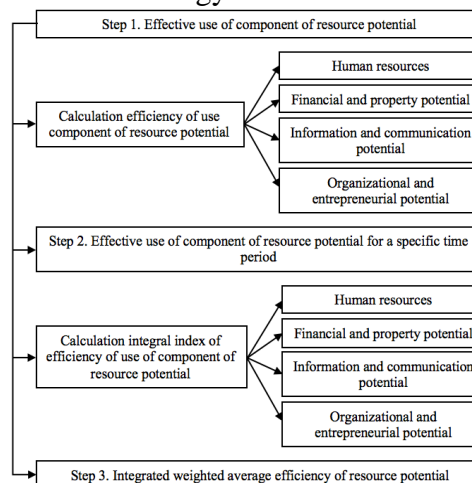 gy
Step 1. Effective use of component of resource potential
Human resources
Calculation efficiency of use
component of resource potential
Financial and property potential
Information and communication
potential
Organizational and
entrepreneurial potential
Step 2. Effective use of component of resource potential for a specific time
period
Human resources
Calculation integral index of
efficiency of use of component of
resource potential
Financial and property potential
Information and communication
potential
Organizational and
entrepreneurial potential
Step 3. Integrated weighted average efficiency of resource potential